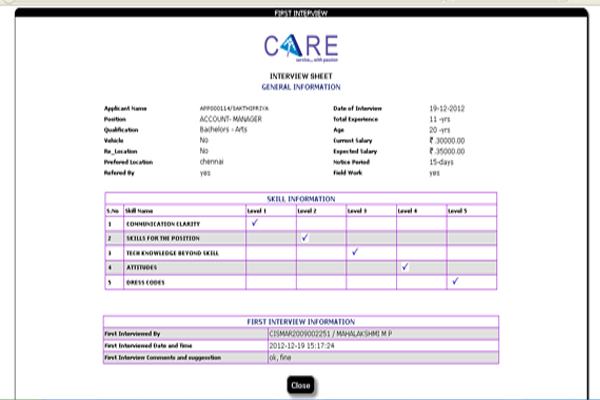 FIRST INTERVIEW
CARE
service... with passion
INTERVIEW SHEET
GENERAL INFORMATION
Applicant Name APP000114/SAKTHIPRIYA Date of Interview 19-12-2012
Position ACCOUNT- MANAGER Total Experience 11 -yrs
Qualification Bachelors - Arts Age 20 -yrs
Vehicle No Current Salary ₹.30000.00
Re_Location No Expected Salary ₹.35000.00
Prefered Location chennai Notice Period 15-days
Refered By yes Field Work yes
SKILL INFORMATION
S.No Skill Name Level 1 Level 2 Level 3 Level 4 Level 5
1 COMMUNICATION CLARITY ✓
2 SKILLS FOR THE POSITION ✓
3 TECH KNOWLEDGE BEYOND SKILL ✓
4 ATTITUDES ✓
5 DRESS CODES ✓
FIRST INTERVIEW INFORMATION
First Interviewed By CISMAR2009002251 / MAHALAKSHMI M P
First Interviewed Date and Time 2012-12-19 15:17:24
First Interview Comments and suggession ok, fine
Close